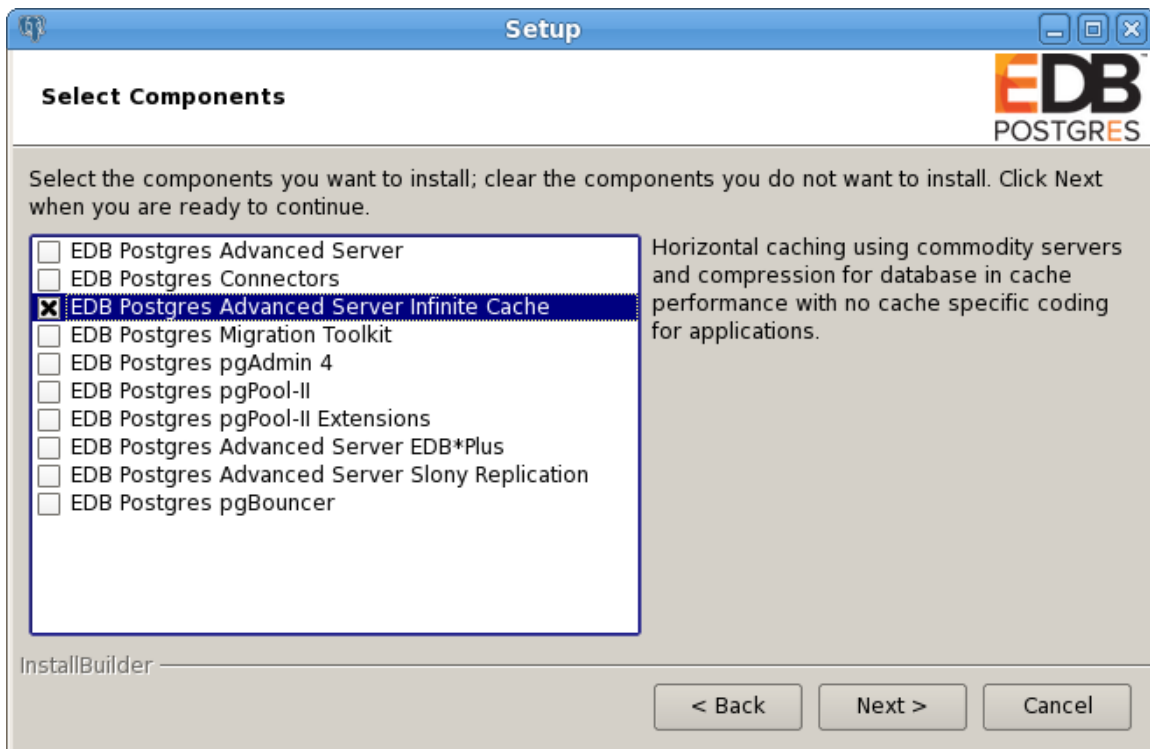 Setup
Select Components
EDB
POSTGRES
Select the components you want to install; clear the components you do not want to install. Click Next
when you are ready to continue.
EDB Postgres Advanced Server
EDB Postgres Connectors
EDB Postgres Advanced Server Infinite Cache
EDB Postgres Migration Toolkit
EDB Postgres pgAdmin 4
EDB Postgres pgPool-II
EDB Postgres pgPool-II Extensions
EDB Postgres Advanced Server EDB*Plus
EDB Postgres Advanced Server Slony Replication
EDB Postgres pgBouncer
Horizontal caching using commodity servers
and compression for database in cache
performance with no cache specific coding
for applications.
InstallBuilder
< Back
Next >
Cancel